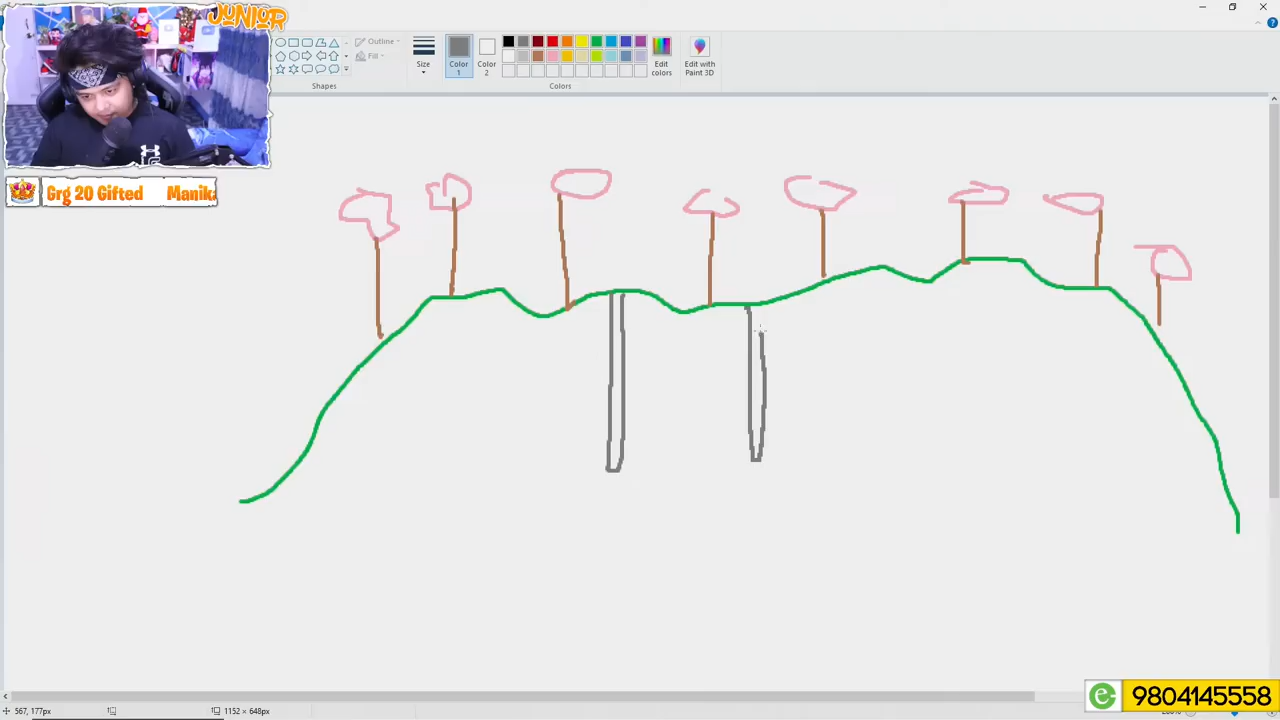 JUNIOR
Grg 20 Gifted Manik
Outline
Fill
Size
Color
1
Color
2
Edit
colors
Edit with
Paint 3D
Shapes
Colors
567, 177px
1152 × 648px
9804145558